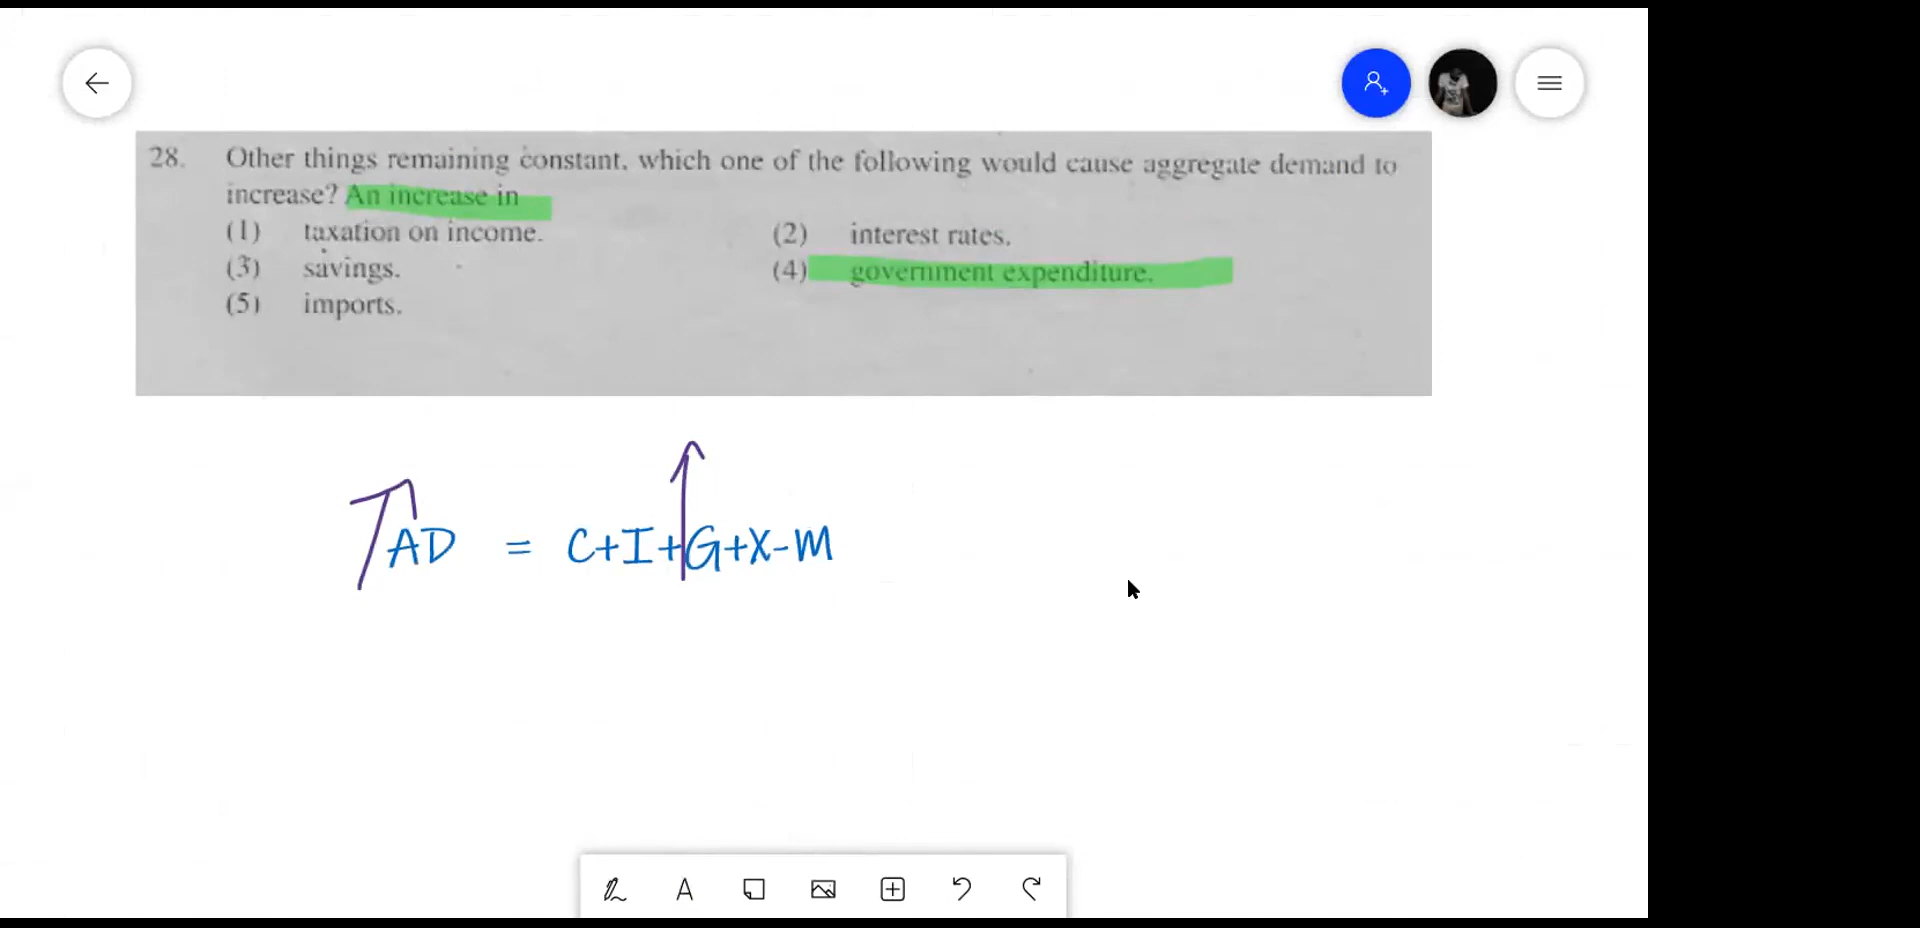 28. Other things remaining constant, which one of the following would cause aggregate demand to
increase? An increase in
(1) taxation on income. (2) interest rates.
(3) savings. (4) government expenditure.
(5) imports.
AD = C+I+G+X-M
A